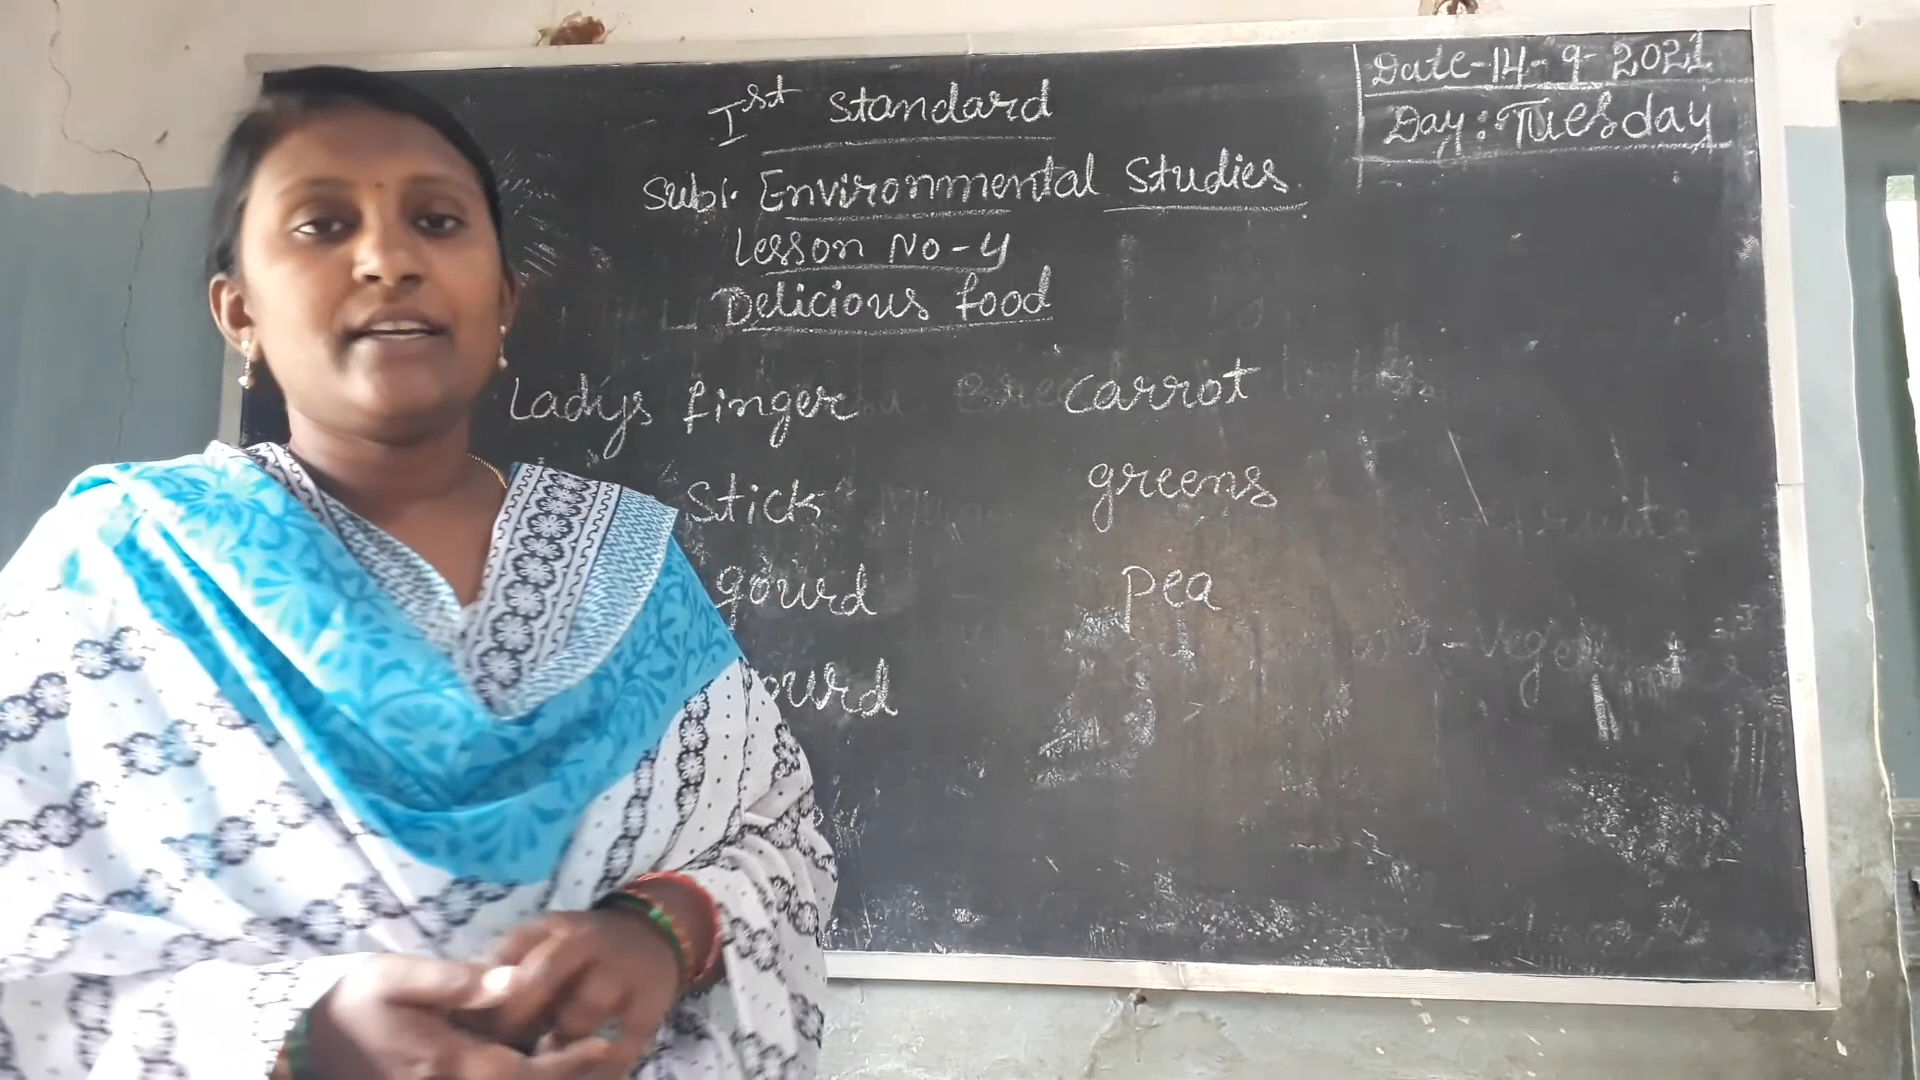 Date-14-9-2021
Day: Tuesday
Ist Standard
Sub:. Environmental Studies
Lesson No-4
Delicious food
Ladys finger carrot
Stick greens
gourd pea
ourd